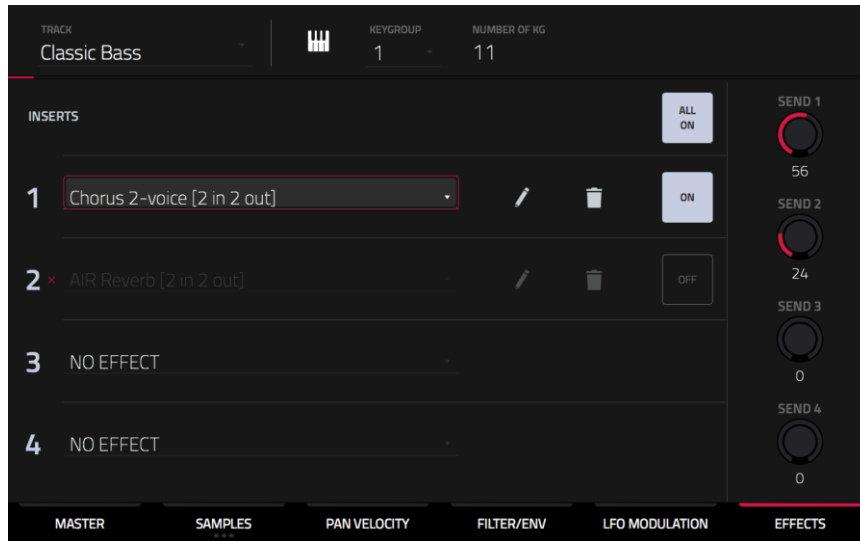 TRACK KEYGROUP NUMBER OF KG
Classic Bass 1 11
INSERTS
ALL
ON
SEND 1
56
1 Chorus 2-voice [2 in 2 out] ON
SEND 2
24
2 × AIR Reverb [2 in 2 out] OFF
SEND 3
0
3 NO EFFECT
SEND 4
0
4 NO EFFECT
MASTER SAMPLES PAN VELOCITY FILTER/ENV LFO MODULATION EFFECTS